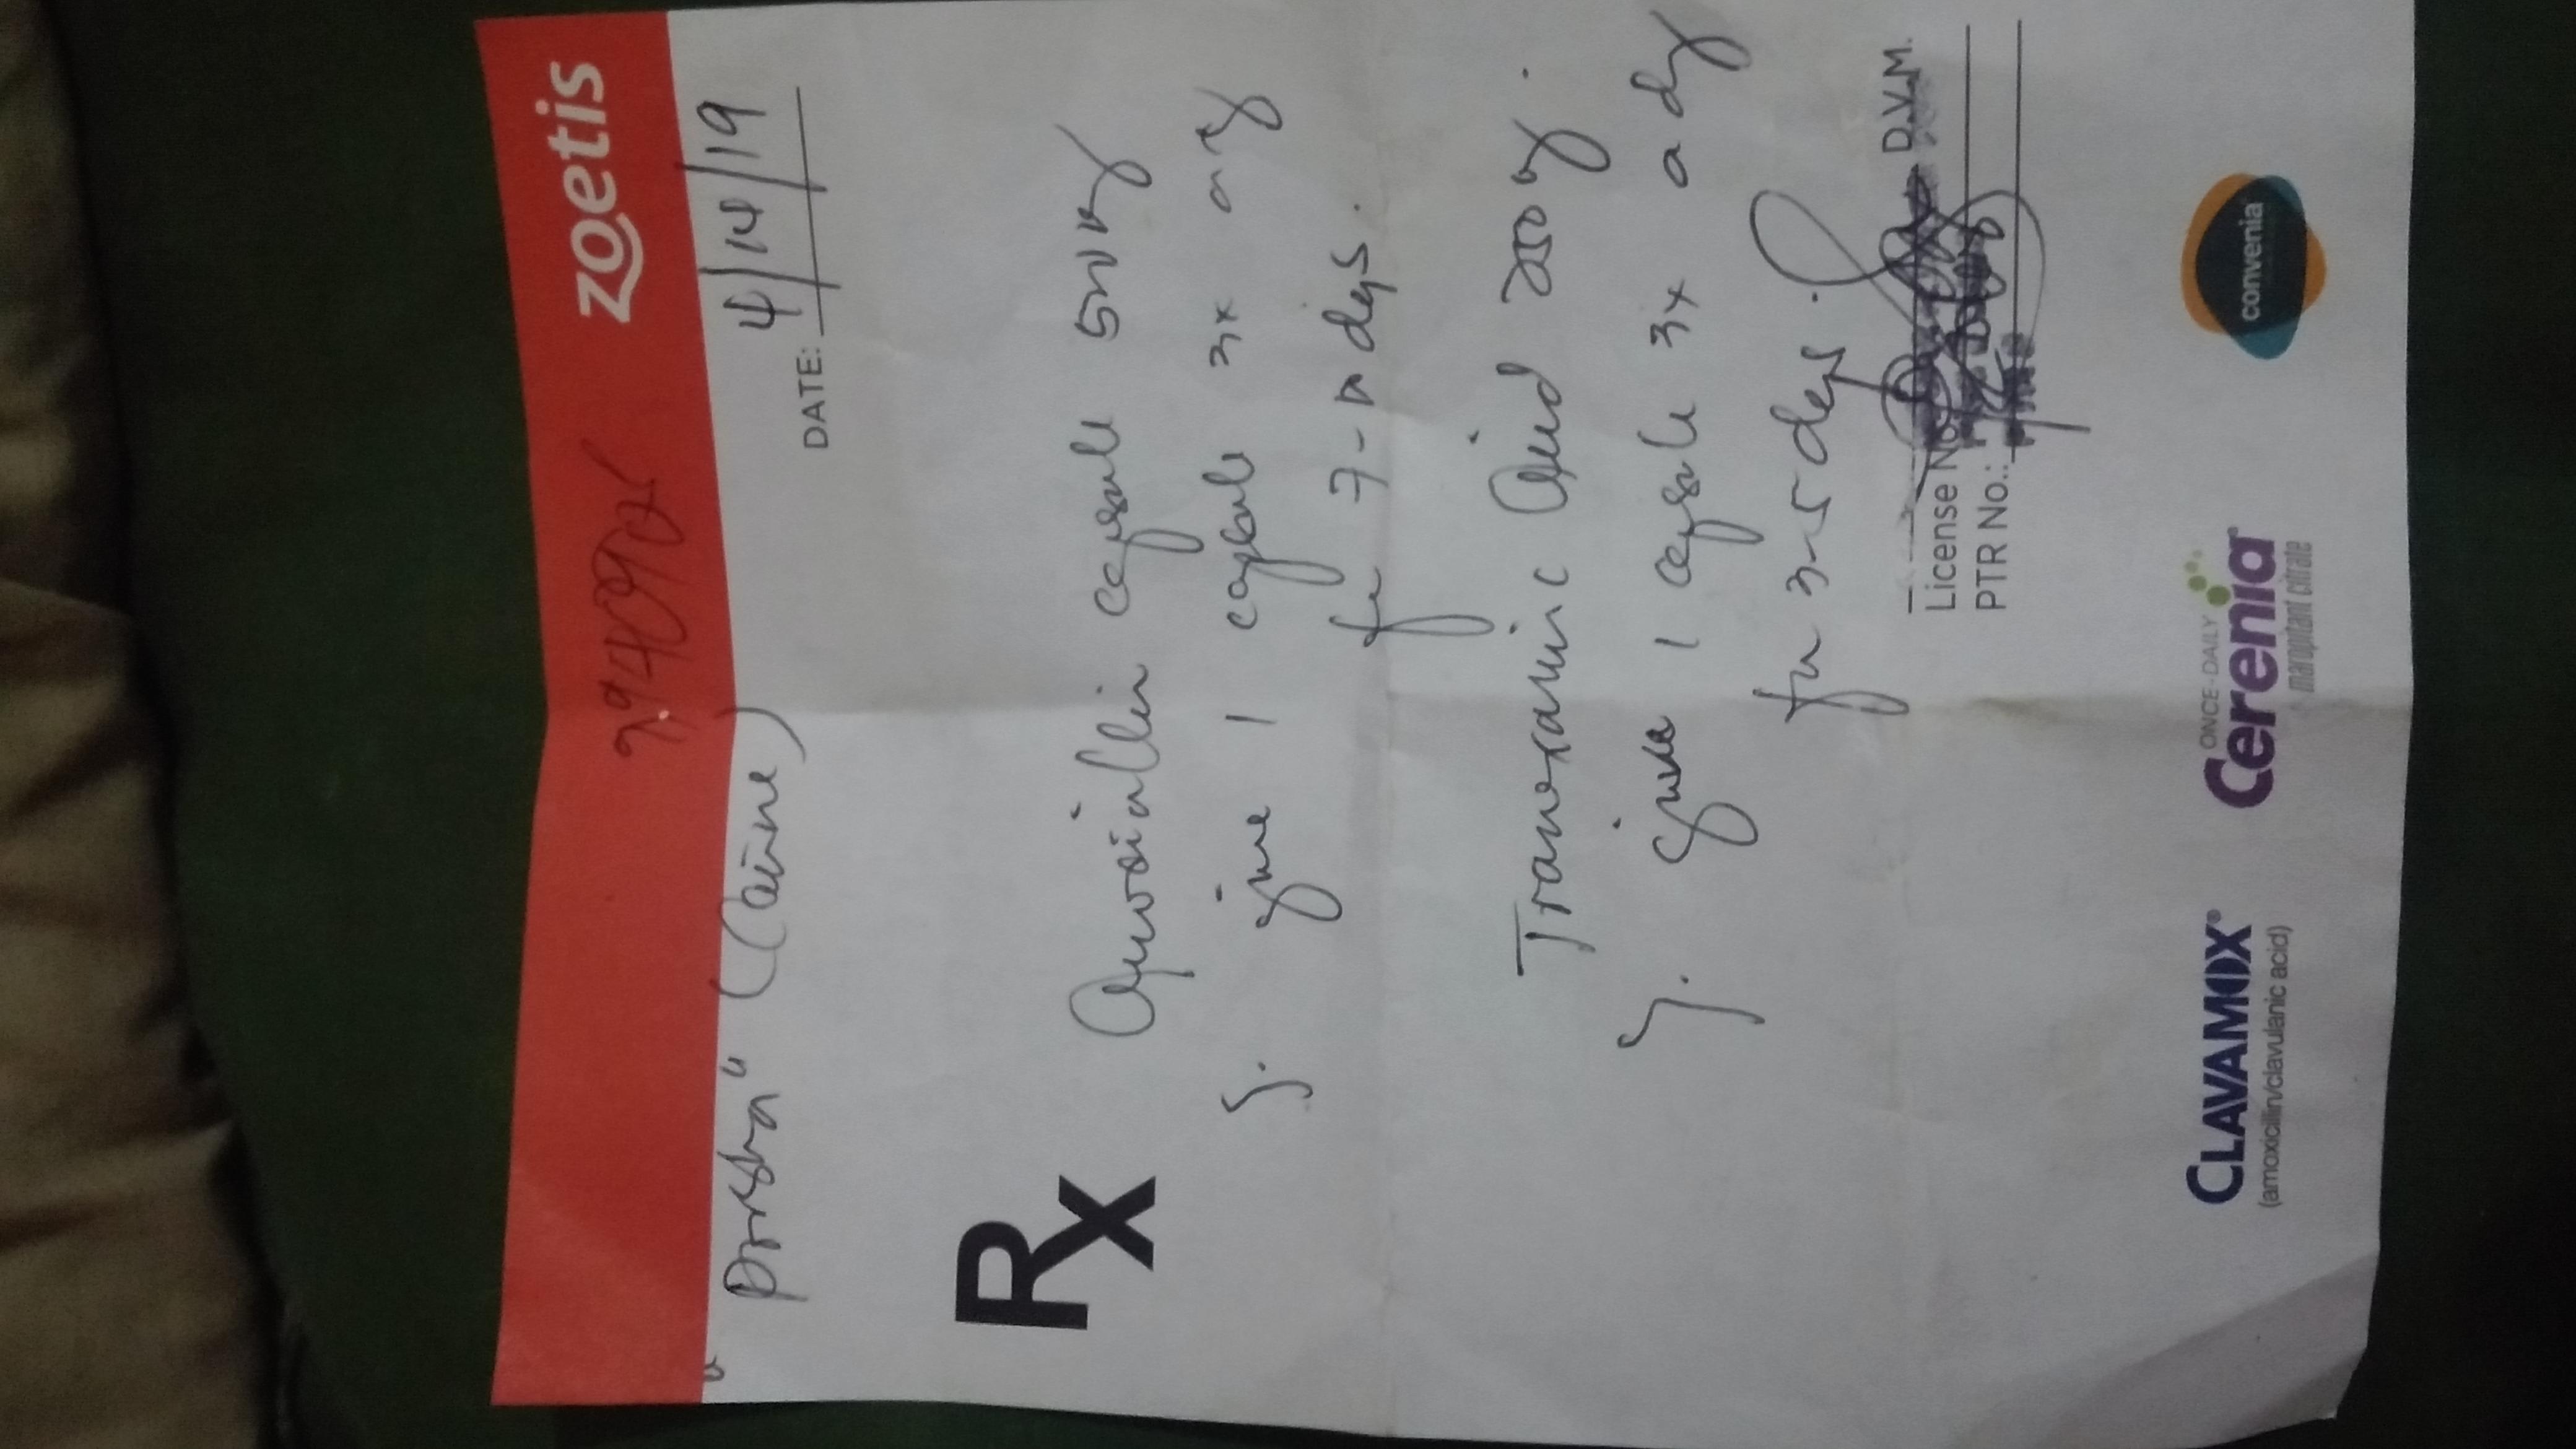 zoetis
DATE: 4/14/19
(Canine)
Rx
Amoxicillin capsule 500mg
S. give 1 capsule 3x a day
for 7-10 days.
Tranexamic Acid 250mg.
S. give 1 capsule 3x a day
for 3-5 days.
D.V.M.
License No.
PTR No.:
CLAVAMOX®
(amoxicillin/clavulanic acid)
ONCE-DAILY
Cerenia®
maropitant citrate
convenia